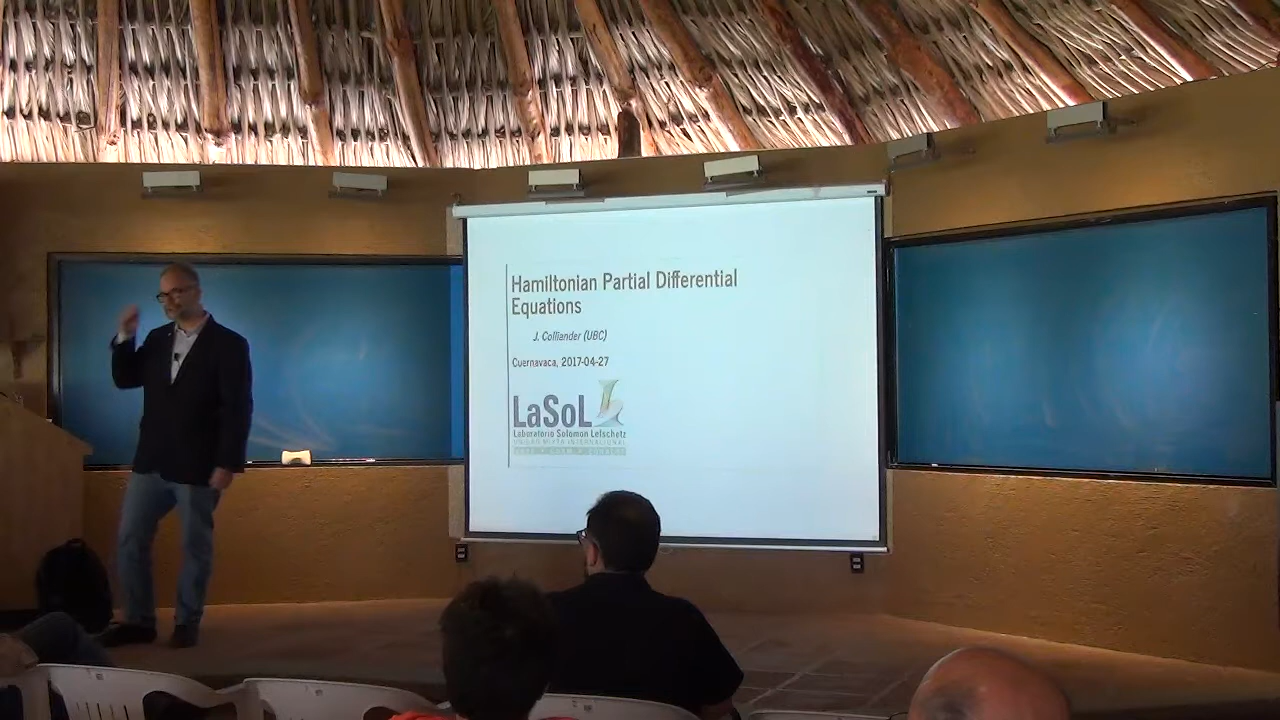 Hamiltonian Partial Differential
Equations
J. Colliander (UBC)
Cuernavaca, 2017-04-27
LaSoL
Laboratorio Solomon Lefschetz